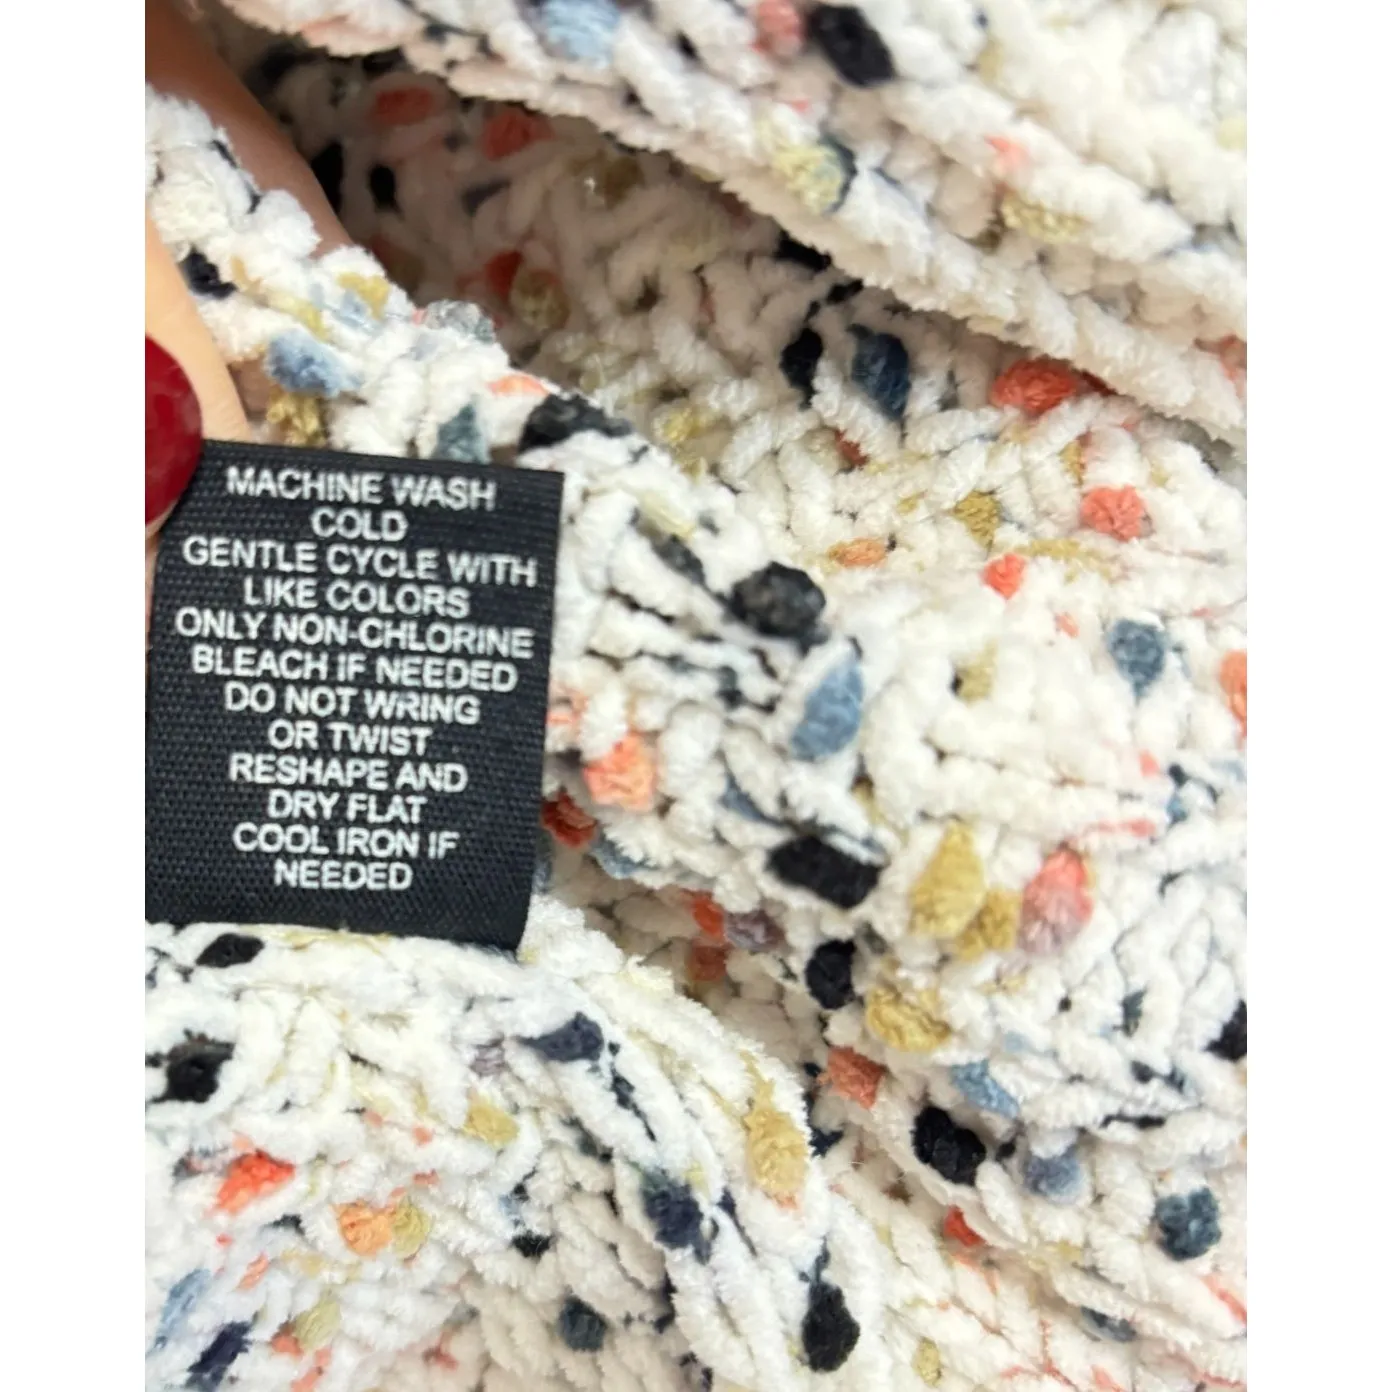 MACHINE WASH
COLD
GENTLE CYCLE WITH
LIKE COLORS
ONLY NON-CHLORINE
BLEACH IF NEEDED
DO NOT WRING
OR TWIST
RESHAPE AND
DRY FLAT
COOL IRON IF
NEEDED